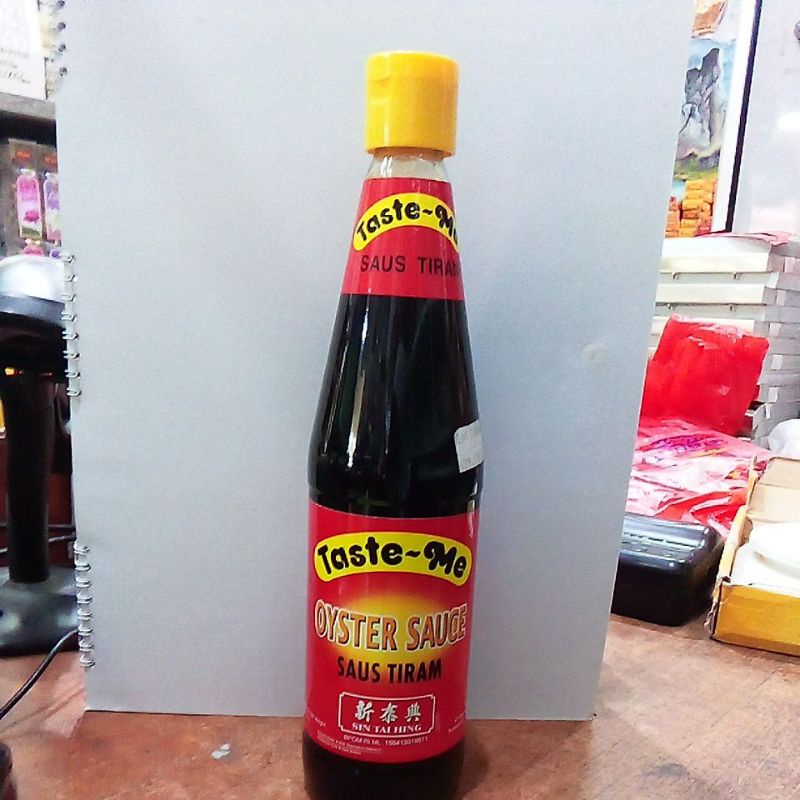 Taste-Me
SAUS TIRAM
Taste-Me
OYSTER SAUCE
SAUS TIRAM
新泰興
SIN TAI HING